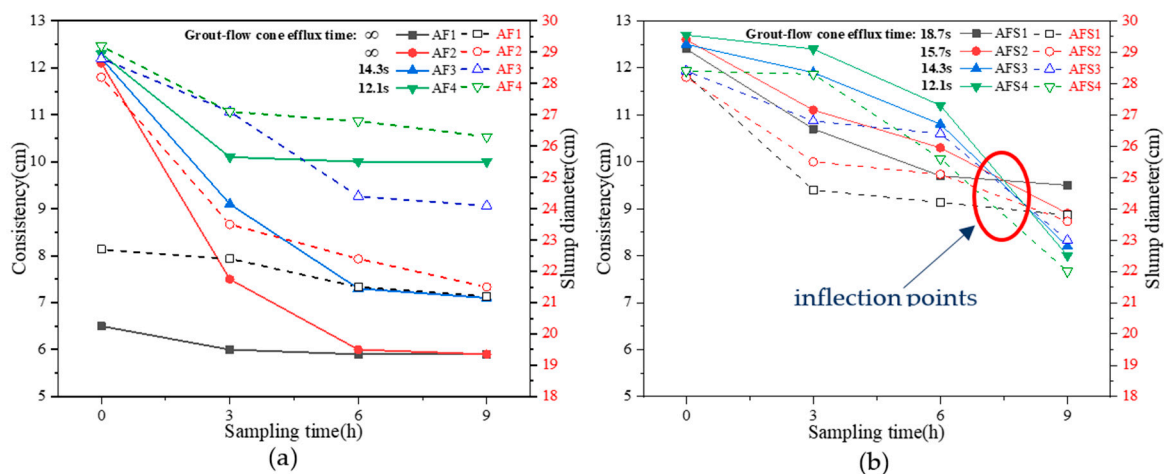 Grout-flow cone efflux time: ∞ AF1 AF1
∞ AF2 AF2
14.3s AF3 AF3
12.1s AF4 AF4
Consistency(cm)
13
12
11
10
9
8
7
6
5
0 3 6 9
Sampling time(h)
30
29
28
27
26
25
24
23
22
21
20
19
18
Slump diameter(cm)
(a)
Grout-flow cone efflux time: 18.7s AFS1 AFS1
15.7s AFS2 AFS2
14.3s AFS3 AFS3
12.1s AFS4 AFS4
Consistency(cm)
13
12
11
10
9
8
7
6
5
inflection points
0 3 6 9
Sampling time(h)
30
29
28
27
26
25
24
23
22
21
20
19
18
Slump diameter(cm)
(b)